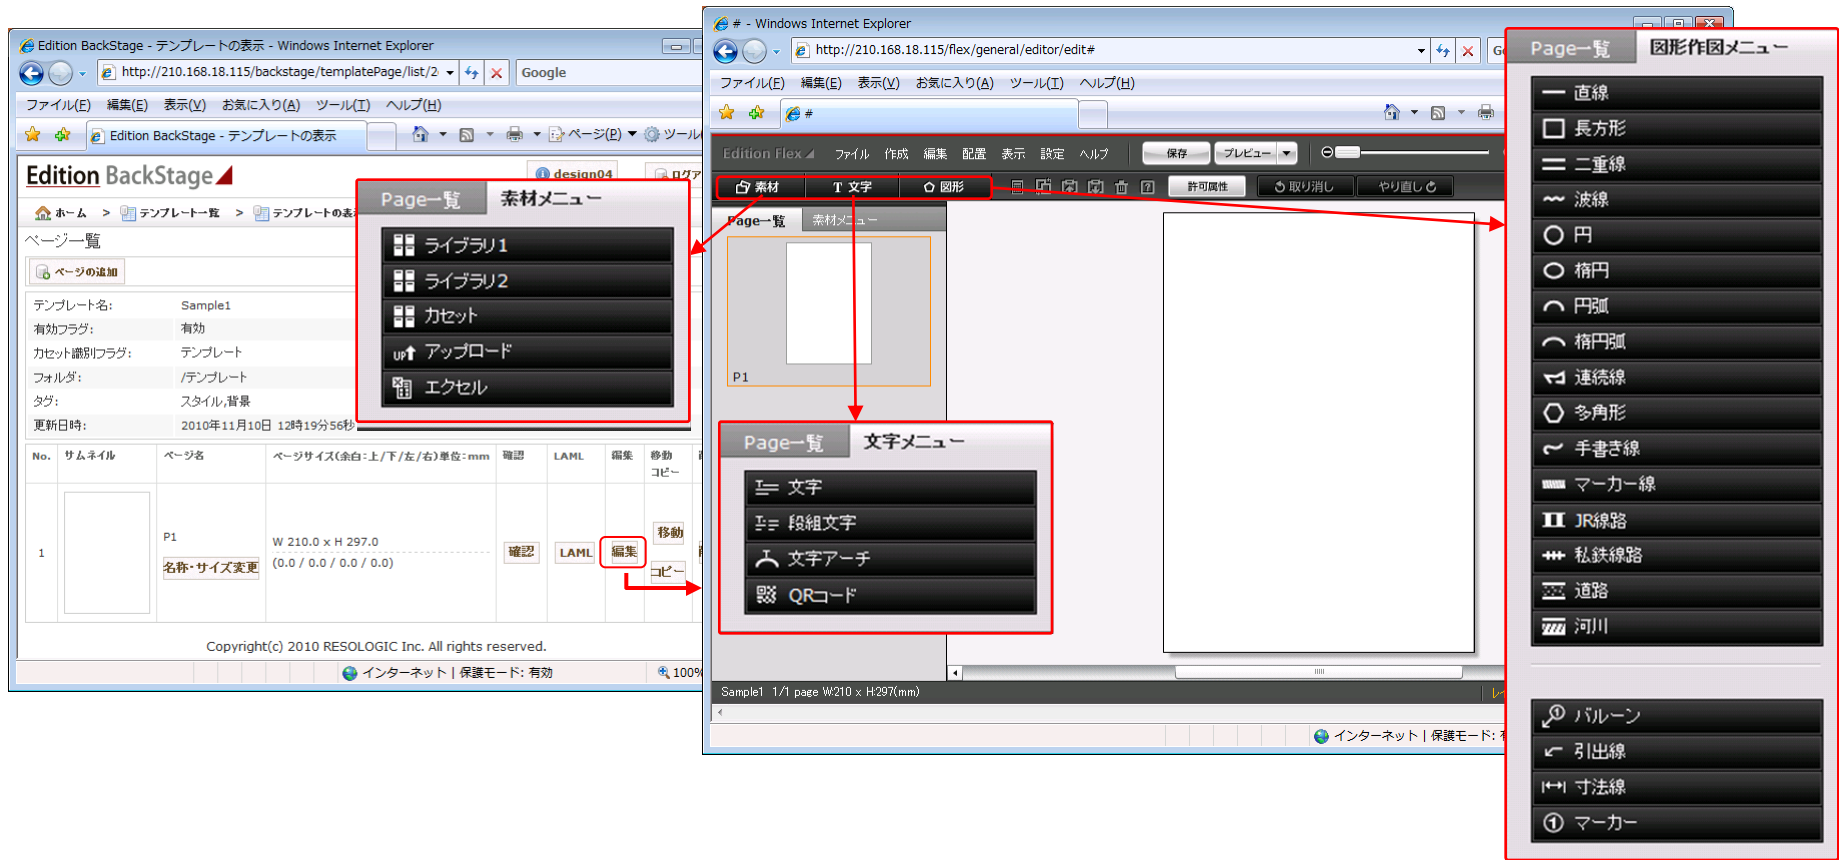 Edition BackStage - テンプレートの表示 - Windows Internet Explorer
http://210.168.18.115/backstage/templatePage/list/2
Google
ファイル(F) 編集(E) 表示(V) お気に入り(A) ツール(T) ヘルプ(H)
Edition BackStage - テンプレートの表示
ページ(P)
ツール
Edition BackStage
design04
ログア
ホーム > テンプレート一覧 > テンプレートの表
ページ一覧
ページの追加
テンプレート名: Sample1
有効フラグ: 有効
カセット識別フラグ: テンプレート
フォルダ: /テンプレート
タグ: スタイル,背景
更新日時: 2010年11月10日 12時19分56秒
No. サムネイル ページ名 ページサイズ(余白:上/下/左/右)単位:mm 確認 LAML 編集 移動
コピー
1
P1
名称・サイズ変更
W 210.0 x H 297.0
(0.0 / 0.0 / 0.0 / 0.0)
確認
LAML
編集
移動
コピー
Copyright(c) 2010 RESOLOGIC Inc. All rights reserved.
インターネット | 保護モード: 有効
100%
Page一覧 素材メニュー
ライブラリ1
ライブラリ2
カセット
UP アップロード
エクセル
# - Windows Internet Explorer
http://210.168.18.115/flex/general/editor/edit#
ファイル(F) 編集(E) 表示(V) お気に入り(A) ツール(T) ヘルプ(H)
#
Edition Flex ファイル 作成 編集 配置 表示 設定 ヘルプ 保存 プレビュー
素材 T 文字 図形 許可属性 取り消し やり直し
Page一覧 素材メニュー
P1
Page一覧 文字メニュー
文字
段組文字
文字アーチ
QRコード
Sample1 1/1 page W:210 x H:297(mm)
インターネット | 保護モード:
Page一覧 図形作図メニュー
直線
長方形
二重線
波線
円
楕円
円弧
楕円弧
連続線
多角形
手書き線
マーカー線
JR線路
私鉄線路
道路
河川
バルーン
引出線
寸法線
マーカー